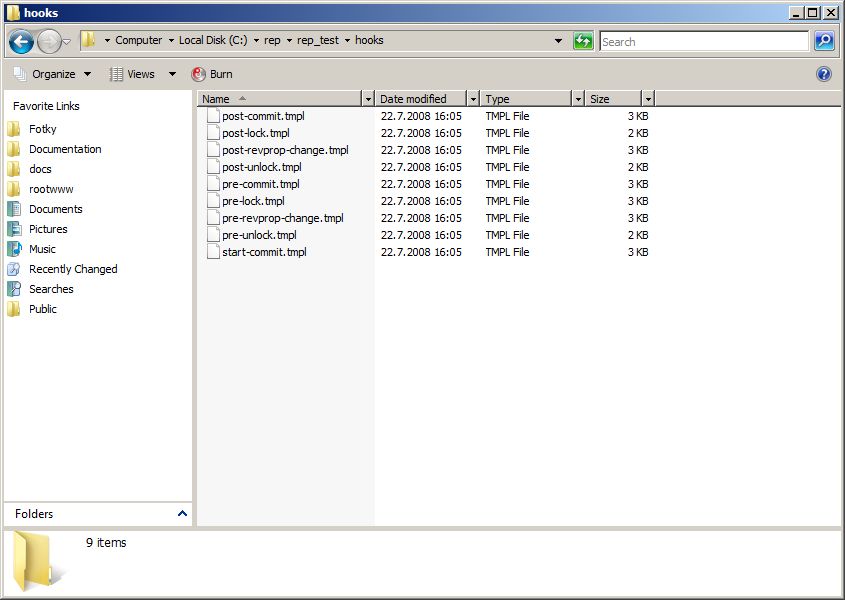 hooks
Computer Local Disk (C:) rep rep_test hooks Search
Organize Views Burn
Favorite Links
Fotky
Documentation
docs
rootwww
Documents
Pictures
Music
Recently Changed
Searches
Public
Folders
Name Date modified Type Size
post-commit.tmpl 22.7.2008 16:05 TMPL File 3 KB
post-lock.tmpl 22.7.2008 16:05 TMPL File 2 KB
post-revprop-change.tmpl 22.7.2008 16:05 TMPL File 3 KB
post-unlock.tmpl 22.7.2008 16:05 TMPL File 2 KB
pre-commit.tmpl 22.7.2008 16:05 TMPL File 3 KB
pre-lock.tmpl 22.7.2008 16:05 TMPL File 3 KB
pre-revprop-change.tmpl 22.7.2008 16:05 TMPL File 3 KB
pre-unlock.tmpl 22.7.2008 16:05 TMPL File 2 KB
start-commit.tmpl 22.7.2008 16:05 TMPL File 3 KB
9 items